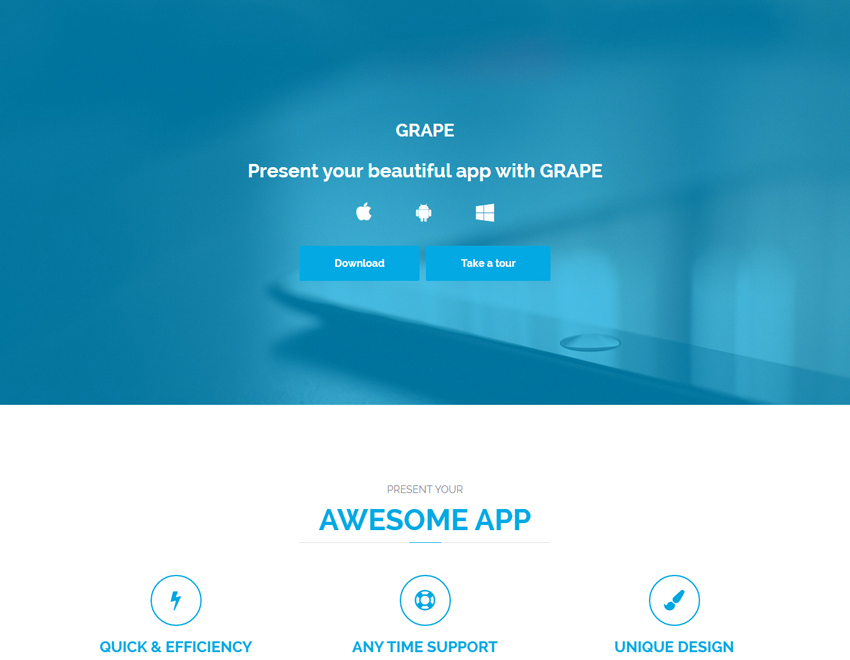 GRAPE
Present your beautiful app with GRAPE
Download
Take a tour
PRESENT YOUR
AWESOME APP
QUICK & EFFICIENCY
ANY TIME SUPPORT
UNIQUE DESIGN